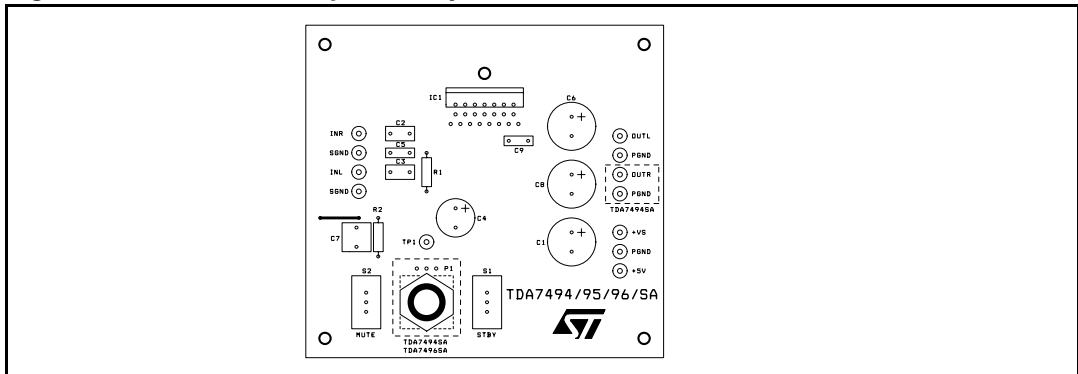 IC1
C6
INR
C2
OUTL
SGND
C5
C9
PGND
INL
C3
R1
OUTR
C8
SGND
PGND
TDA7494SA
R2
C4
C7
TP1
C1
+VS
PGND
+5V
S2
P1
S1
TDA7494/95/96/SA
MUTE
STBY
TDA7494SA
TDA7496SA
ST